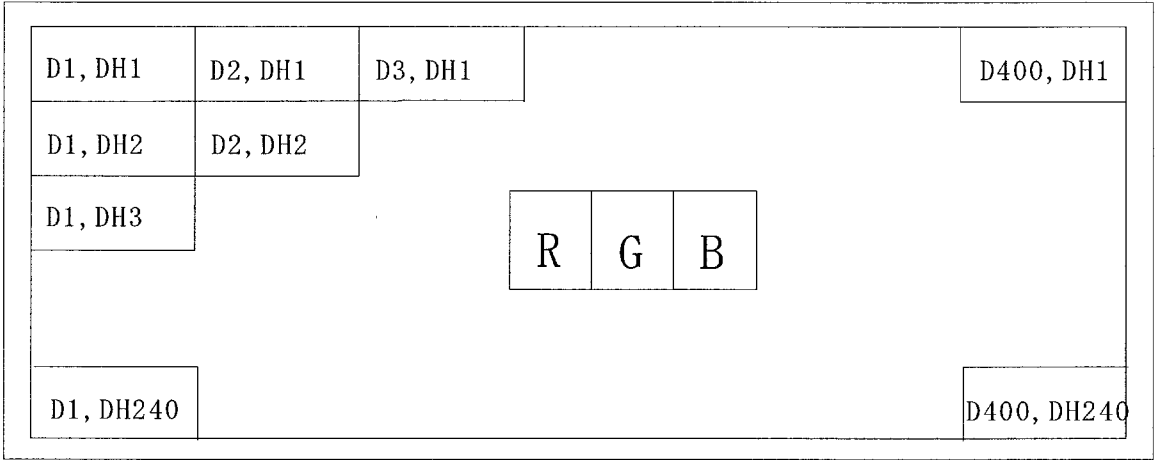 D1, DH1 D2, DH1 D3, DH1 D400, DH1
D1, DH2 D2, DH2
D1, DH3
R G B
D1, DH240 D400, DH240